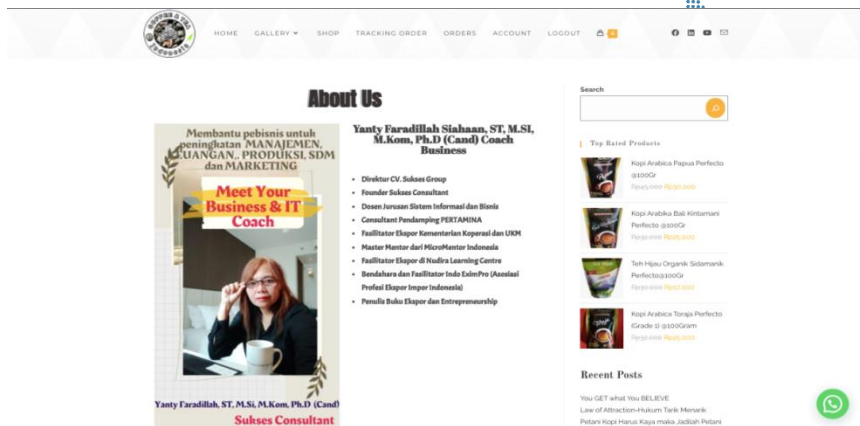 HOME GALLERY SHOP TRACKING ORDER ORDERS ACCOUNT LOGOUT
About Us
Membantu pebisnis untuk
peningkatan MANAJEMEN,
KEUANGAN,. PRODUKSI, SDM
dan MARKETING
Meet Your
Business & IT
Coach
Yanty Faradillah, ST, M.Si, M.Kom, Ph.D (Cand)
Sukses Consultant
Yanty Faradillah Siahaan, ST, M.SI,
M.Kom, Ph.D (Cand) Coach
Business
Direktur CV. Sukses Group
Founder Sukses Consultant
Dosen Jurusan Sistem Informasi dan Bisnis
Consultant Pendamping PERTAMINA
Fasilitator Ekspor Kementerian Koperasi dan UKM
Master Mentor dari MicroMentor Indonesia
Fasilitator Ekspor di Nudira Learning Centre
Bendahara dan Fasilitator Indo EximPro (Asosiasi
Profesi Ekspor Impor Indonesia)
Penulis Buku Ekspor dan Entrepreneurship
Search
Top Rated Products
Kopi Arabica Papua Perfecto
@100Gr
Kopi Arabika Bali Kintamani
Perfecto @100Gr
Teh Hijau Organik Sidamanik
Perfecto@100Gr
Kopi Arabica Toraja Perfecto
(Grade 1) @100Gram
Recent Posts
You GET what You BELIEVE
Law of Attraction-Hukum Tarik Menarik
Petani Kopi Harus Kaya maka Jadilah Petani